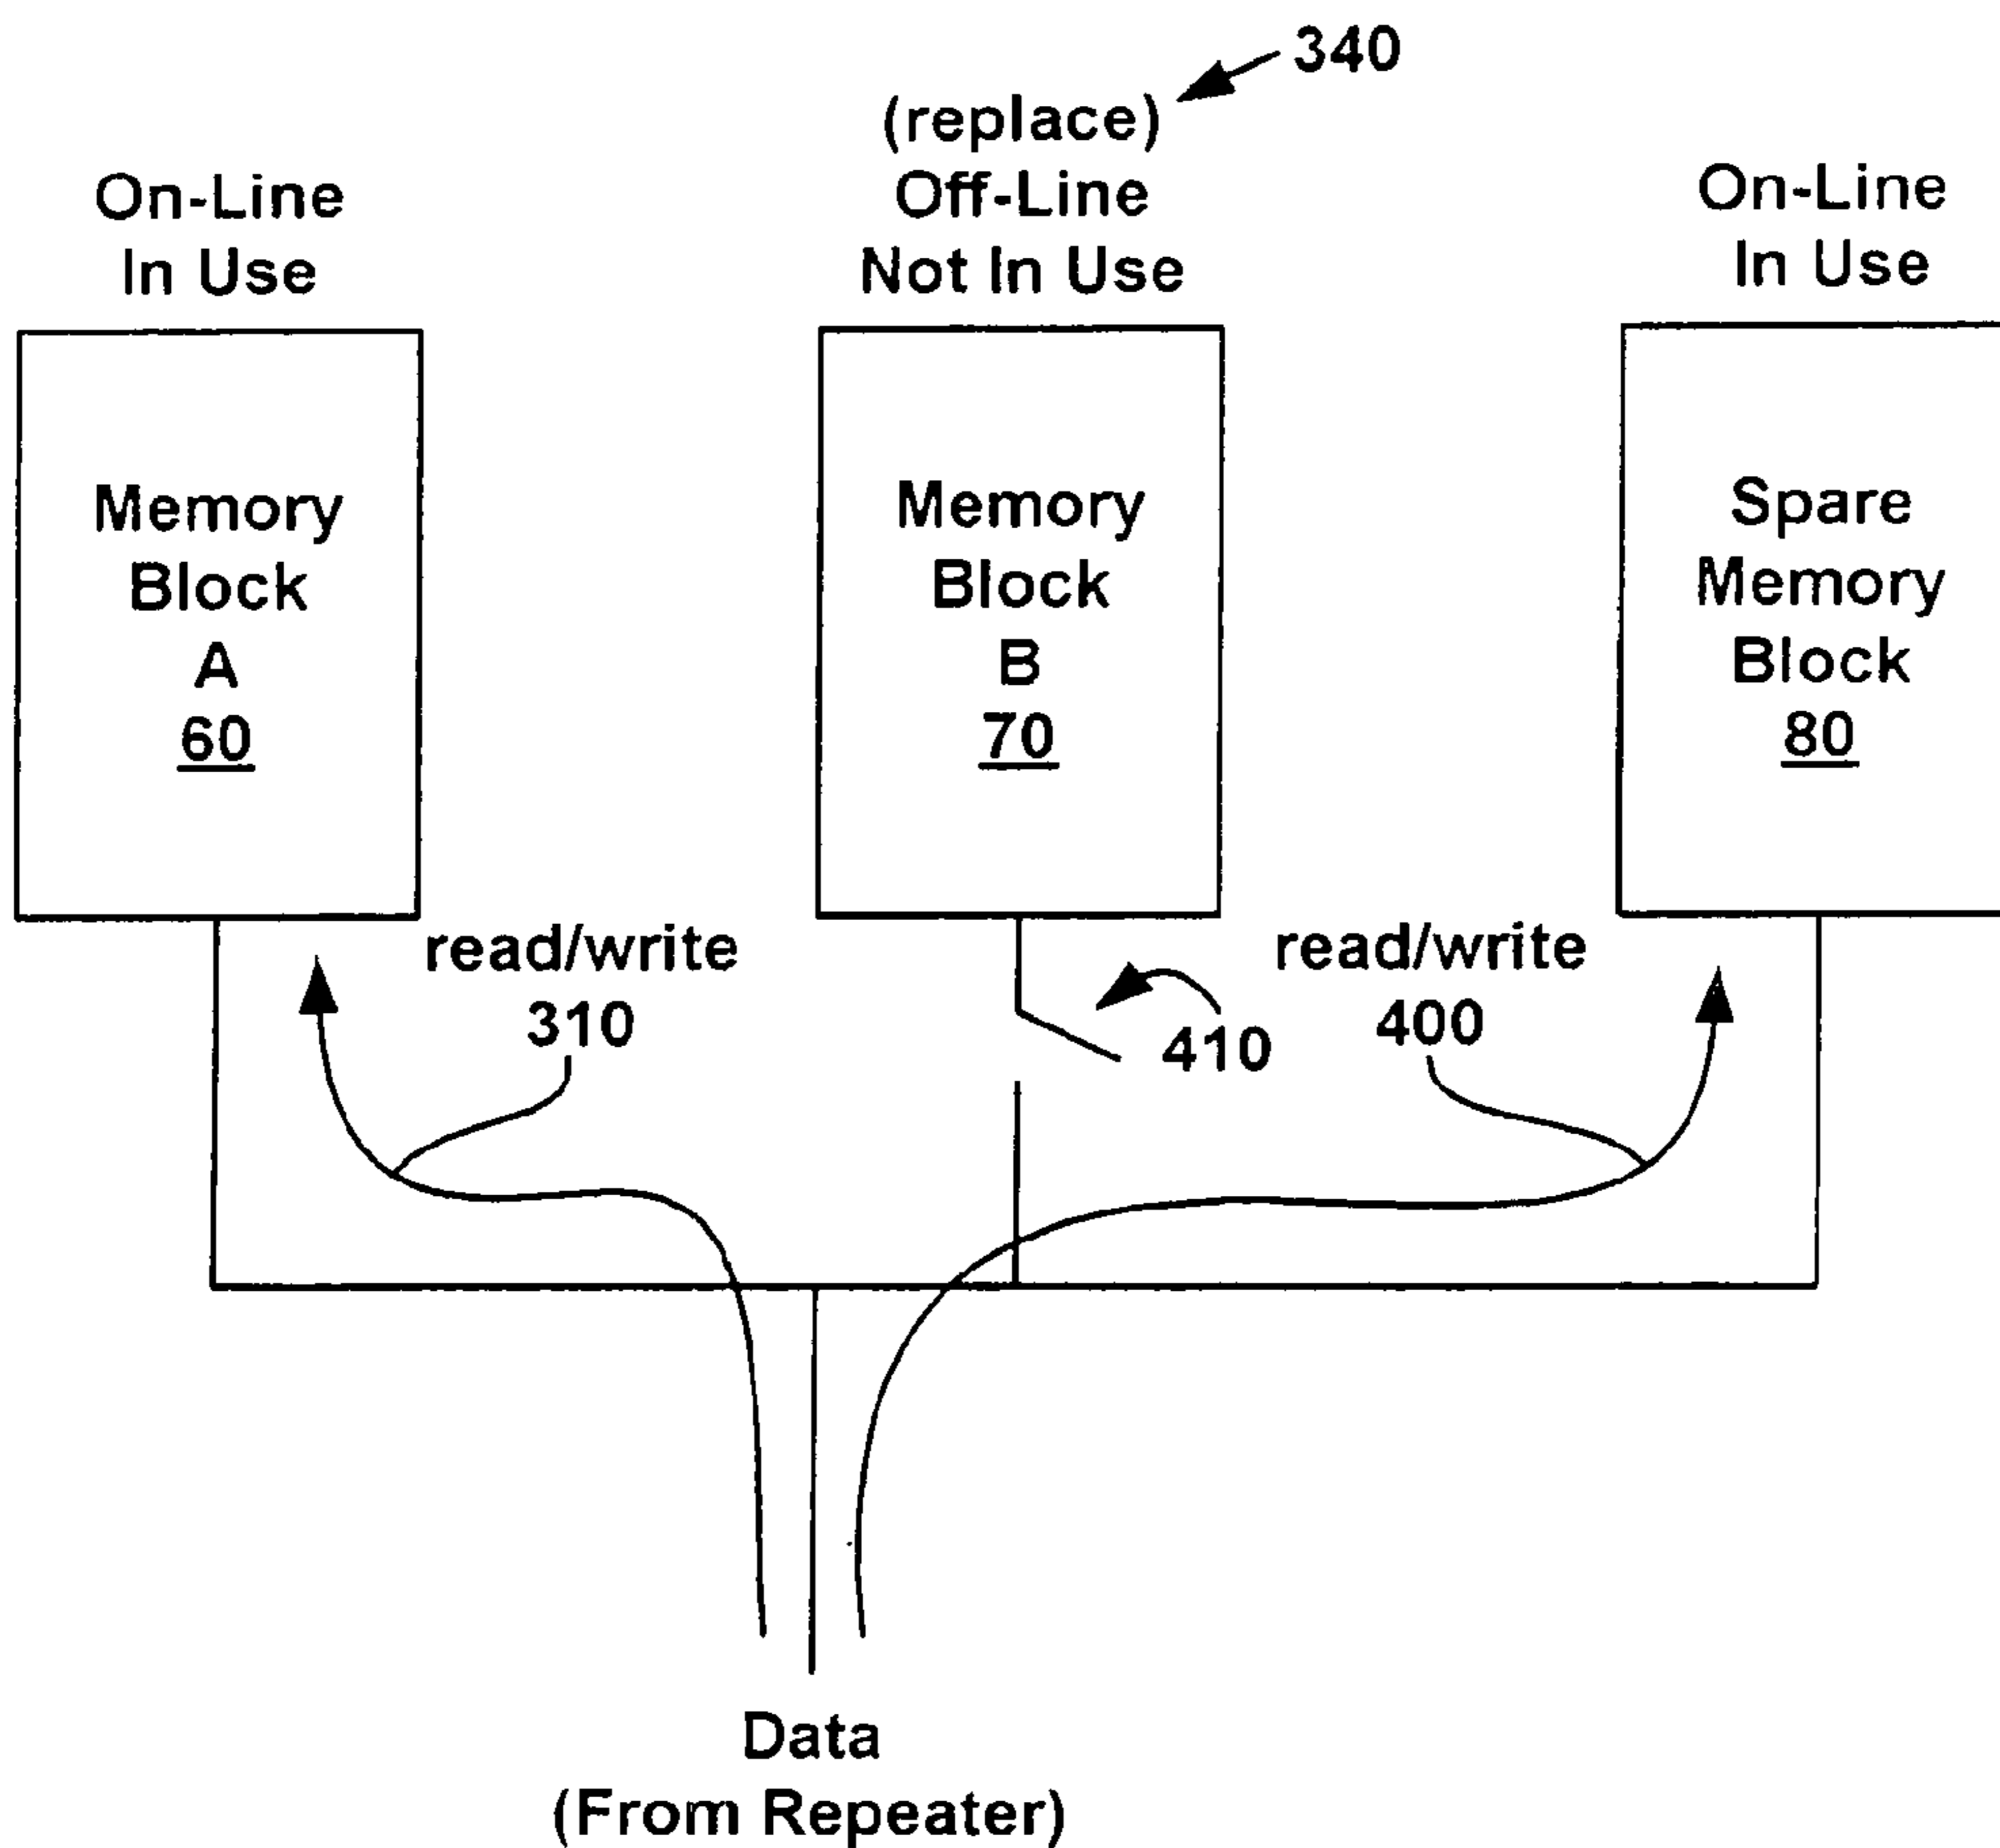 340
(replace)
On-Line
In Use
Off-Line
Not In Use
On-Line
In Use
Memory
Block
A
60
Memory
Block
B
70
Spare
Memory
Block
80
read/write
310
410
read/write
400
Data
(From Repeater)